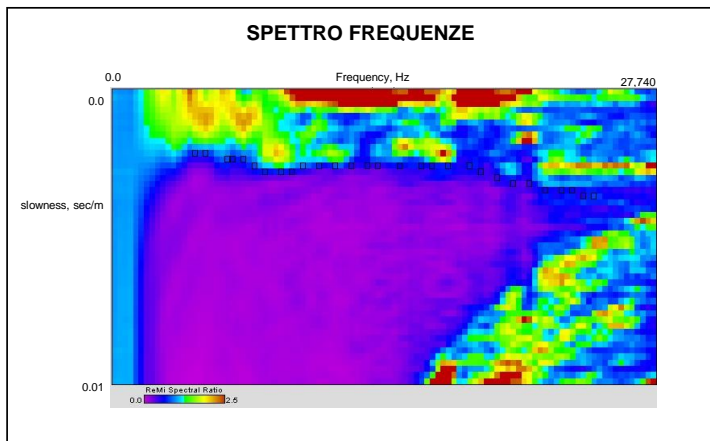 SPETTRO FREQUENZE
0.0 Frequency, Hz 27.740
0.0
slowness, sec/m
0.01
ReMi Spectral Ratio
0.0 2.5